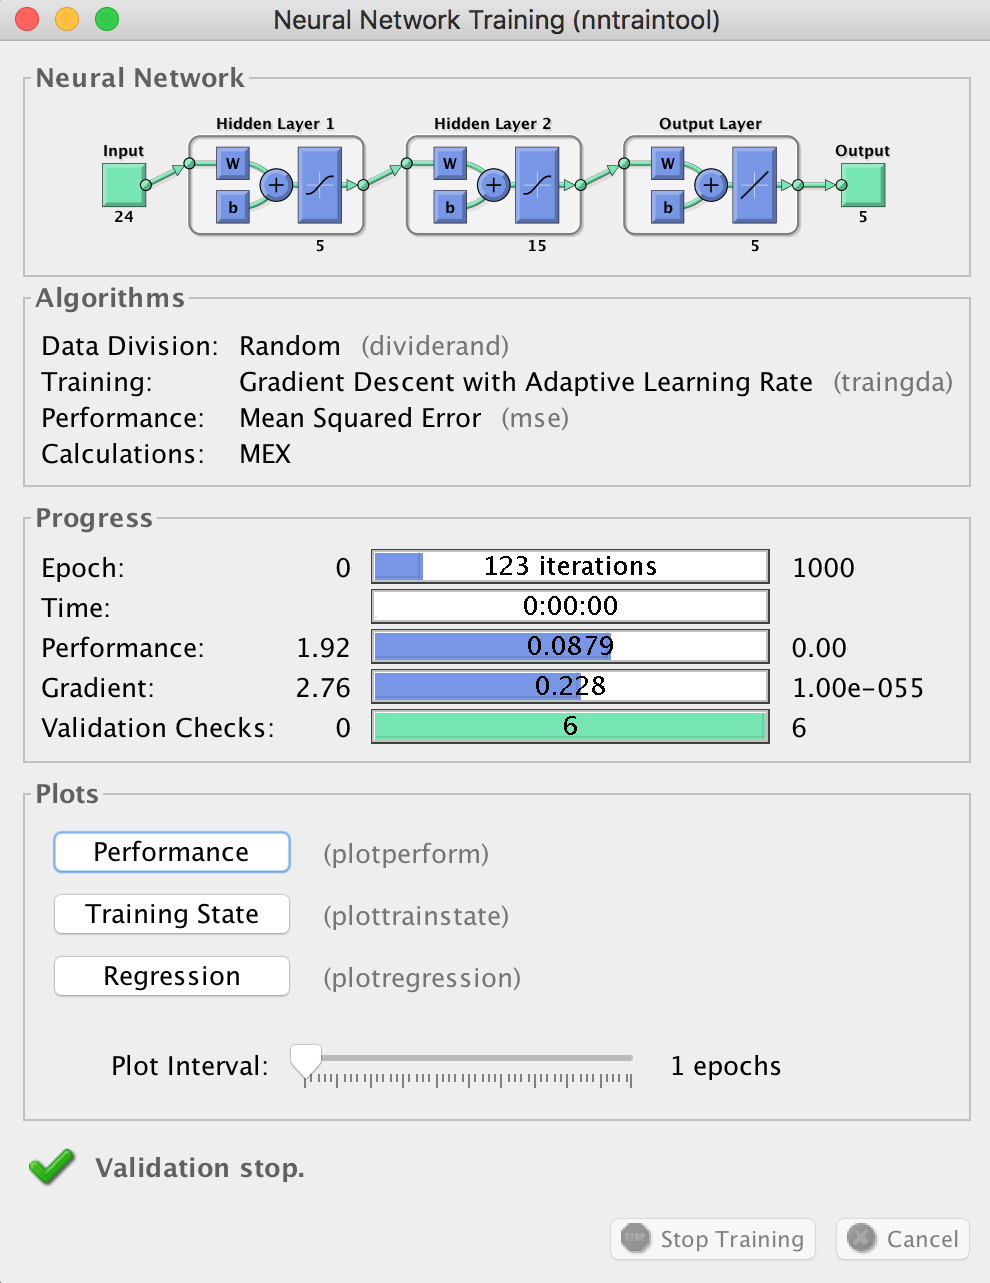 Neural Network Training (nntraintool)
Neural Network
Hidden Layer 1 Hidden Layer 2 Output Layer
Input Output
W W W
b b b
24 5
5 15 5
Algorithms
Data Division: Random (dividerand)
Training: Gradient Descent with Adaptive Learning Rate (traingda)
Performance: Mean Squared Error (mse)
Calculations: MEX
Progress
Epoch: 0 123 iterations 1000
Time: 0:00:00
Performance: 1.92 0.0879 0.00
Gradient: 2.76 0.228 1.00e-055
Validation Checks: 0 6 6
Plots
Performance (plotperform)
Training State (plottrainstate)
Regression (plotregression)
Plot Interval: 1 epochs
Validation stop.
STOP Stop Training Cancel